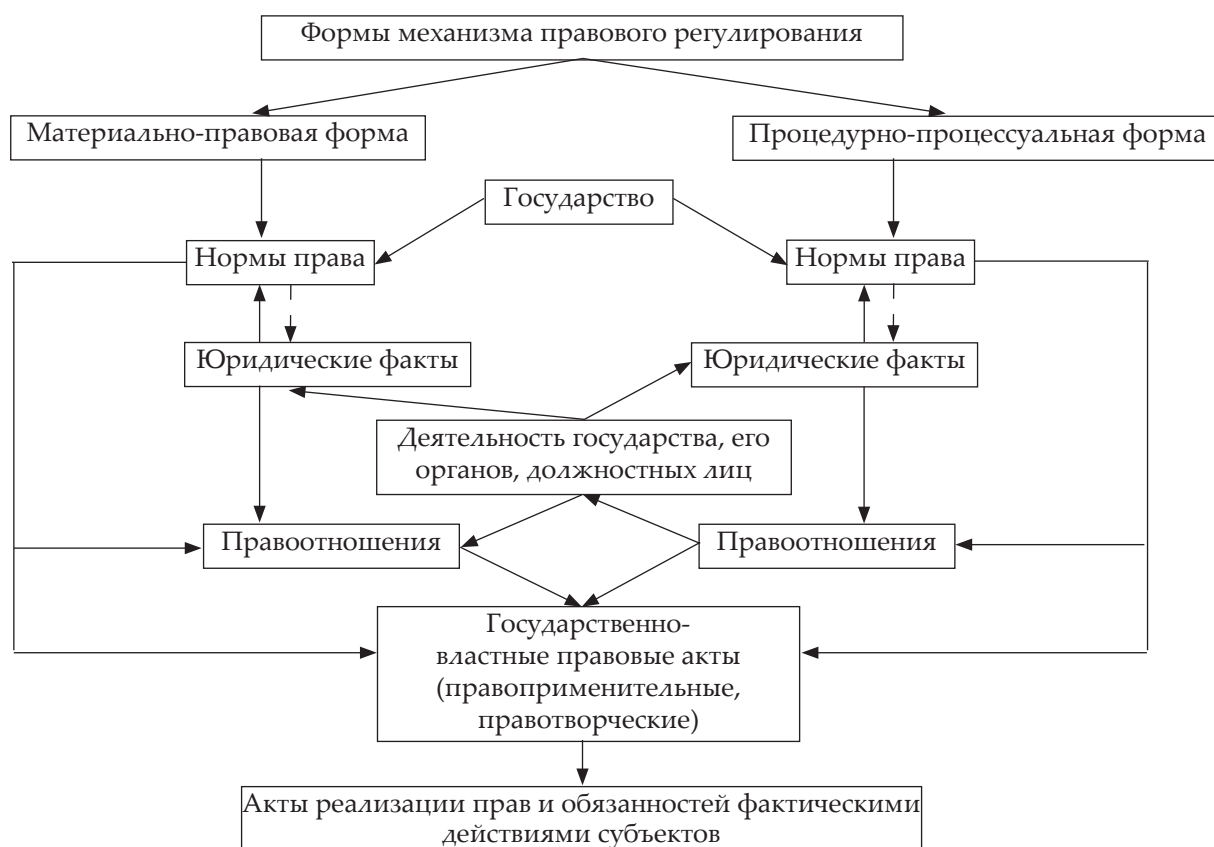 Формы механизма правового регулирования
Материально-правовая форма
Процедурно-процессуальная форма
Государство
Нормы права
Нормы права
Юридические факты
Юридические факты
Деятельность государства, его
органов, должностных лиц
Правоотношения
Правоотношения
Государственно-
властные правовые акты
(правоприменительные,
правотворческие)
Акты реализации прав и обязанностей фактическими
действиями субъектов